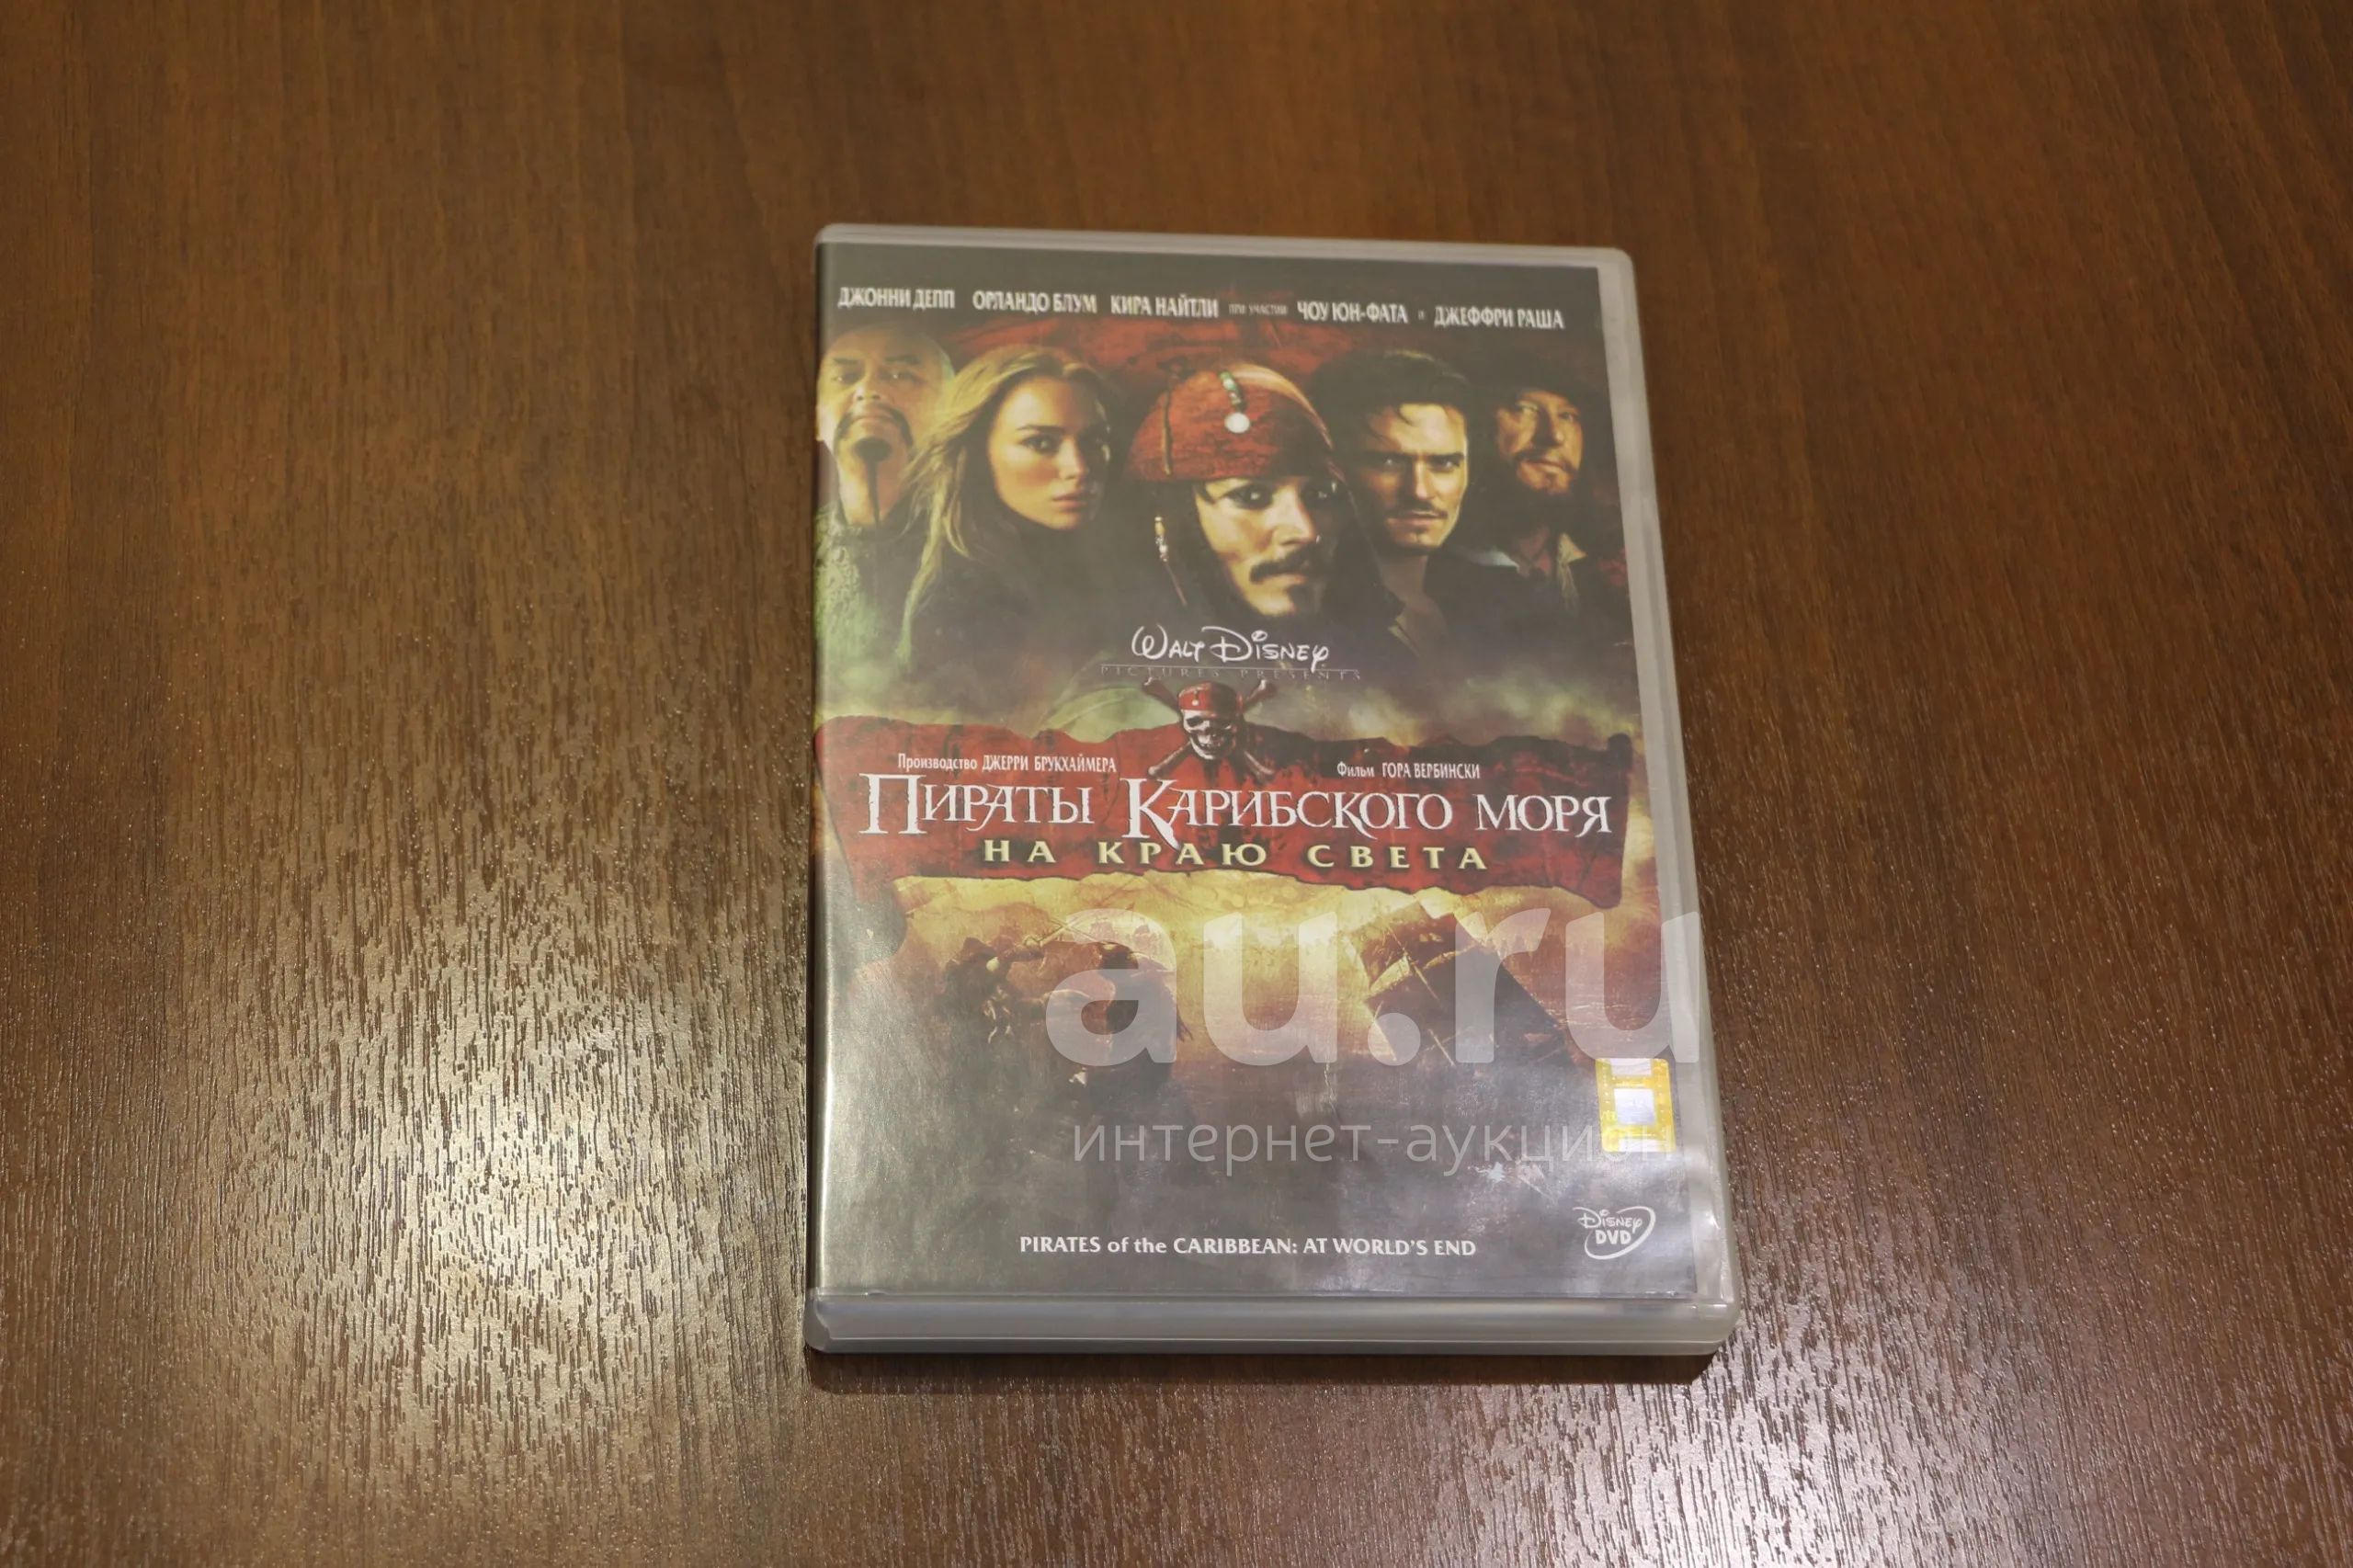 ДЖОННИ ДЕПП ОРЛАНДО БЛУМ КИРА НАЙТЛИ ПРИ УЧАСТИИ ЧОУ ЮН-ФАТА и ДЖЕФФРИ РАША
WALT DISNEY
PICTURES PRESENTS
Производство ДЖЕРРИ БРУКХАЙМЕРА Фильм ГОРА ВЕРБИНСКИ
ПИРАТЫ КАРИБСКОГО МОРЯ
НА КРАЮ СВЕТА
au.ru
интернет-аукцион
DISNEY
DVD
PIRATES of the CARIBBEAN: AT WORLD'S END